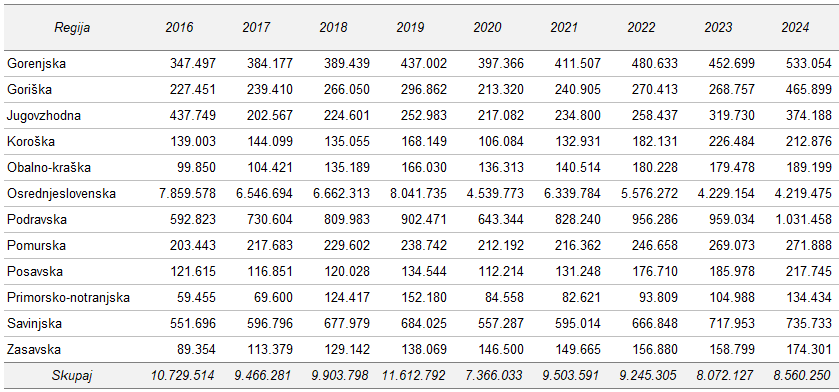 Regija 2016 2017 2018 2019 2020 2021 2022 2023 2024
Gorenjska 347.497 384.177 389.439 437.002 397.366 411.507 480.633 452.699 533.054
Goriška 227.451 239.410 266.050 296.862 213.320 240.905 270.413 268.757 465.899
Jugovzhodna 437.749 202.567 224.601 252.983 217.082 234.800 258.437 319.730 374.188
Koroška 139.003 144.099 135.055 168.149 106.084 132.931 182.131 226.484 212.876
Obalno-kraška 99.850 104.421 135.189 166.030 136.313 140.514 180.228 179.478 189.199
Osrednjeslovenska 7.859.578 6.546.694 6.662.313 8.041.735 4.539.773 6.339.784 5.576.272 4.229.154 4.219.475
Podravska 592.823 730.604 809.983 902.471 643.344 828.240 956.286 959.034 1.031.458
Pomurska 203.443 217.683 229.602 238.742 212.192 216.362 246.658 269.073 271.888
Posavska 121.615 116.851 120.028 134.544 112.214 131.248 176.710 185.978 217.745
Primorsko-notranjska 59.455 69.600 124.417 152.180 84.558 82.621 93.809 104.988 134.434
Savinjska 551.696 596.796 677.979 684.025 557.287 595.014 666.848 717.953 735.733
Zasavska 89.354 113.379 129.142 138.069 146.500 149.665 156.880 158.799 174.301
Skupaj 10.729.514 9.466.281 9.903.798 11.612.792 7.366.033 9.503.591 9.245.305 8.072.127 8.560.250